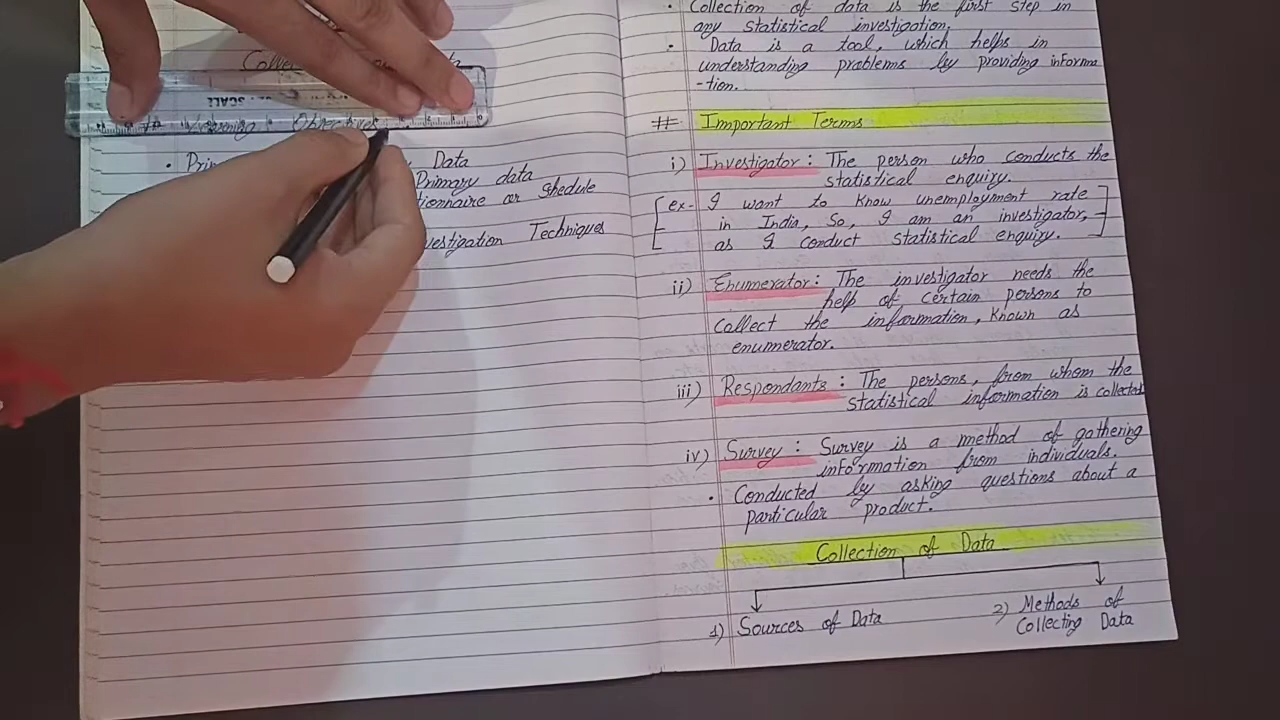 Data
Learning Objectives
• Data
Primary data
or Shedule
Techniques
• Collection of data is the first step in
any statistical investigation.
• Data is a tool, which helps in
understanding problems by providing informa
-tion.
# Important Terms
i) Investigator : The person who conducts the
statistical enquiry.
[ex- I want to know unemployment rate
in India, So, I am an investigator,
as I conduct statistical enquiry.]
ii) Enumerator : The investigator needs the
help of certain persons to
collect the information, known as
enumerator.
iii) Respondants : The persons, from whom the
statistical information is collected
iv) Survey : Survey is a method of gathering
information from individuals.
• Conducted by asking questions about a
particular product.
Collection of Data
1) Sources of Data
2) Methods of
Collecting Data